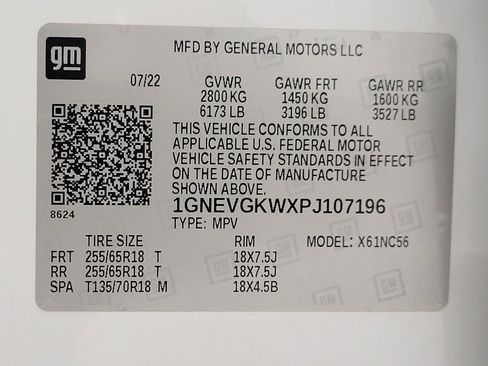 gm
MFD BY GENERAL MOTORS LLC
07/22 GVWR GAWR FRT GAWR RR
2800 KG 1450 KG 1600 KG
6173 LB 3196 LB 3527 LB
THIS VEHICLE CONFORMS TO ALL
APPLICABLE U.S. FEDERAL MOTOR
VEHICLE SAFETY STANDARDS IN EFFECT
ON THE DATE OF MANUFACTURE
SHOWN ABOVE.
8624
1GNEVGKWXPJ107196
TYPE: MPV
TIRE SIZE RIM MODEL: X61NC56
FRT 255/65R18 T 18X7.5J
RR 255/65R18 T 18X7.5J
SPA T135/70R18 M 18X4.5B